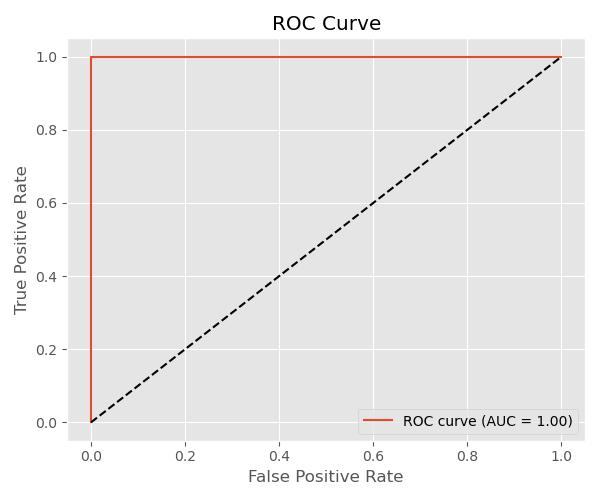 ROC Curve
1.0
0.8
0.6
0.4
0.2
0.0
True Positive Rate
ROC curve (AUC = 1.00)
0.0 0.2 0.4 0.6 0.8 1.0
False Positive Rate